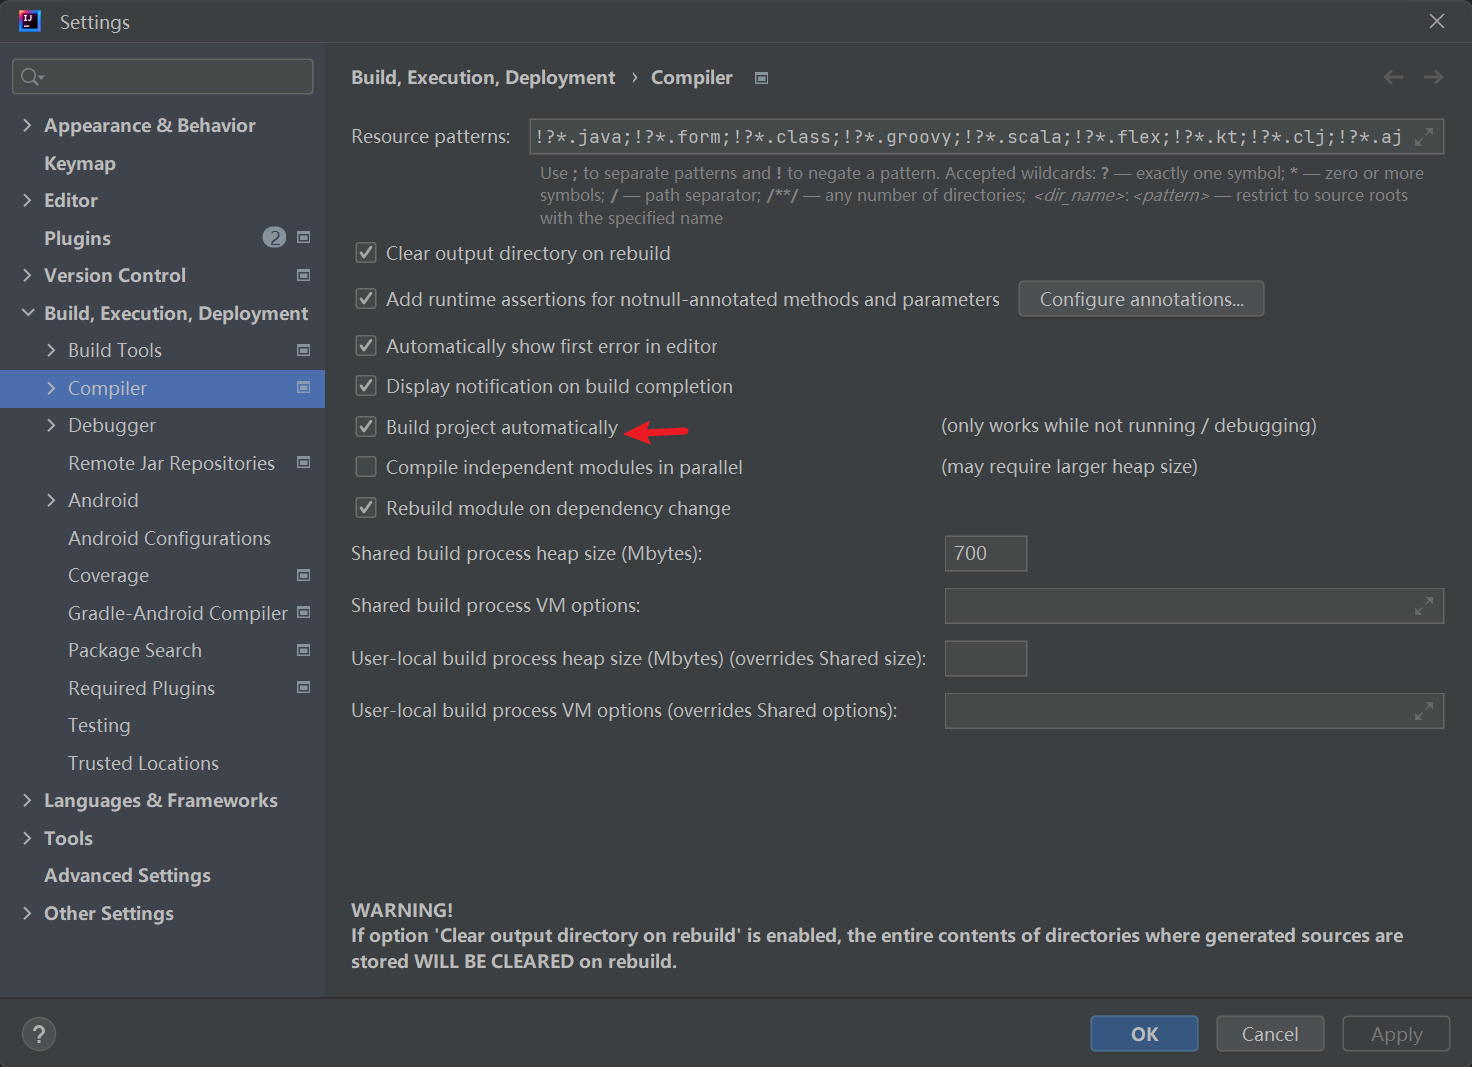 Settings
Build, Execution, Deployment › Compiler
Appearance & Behavior
Keymap
Editor
Plugins 2
Version Control
Build, Execution, Deployment
Build Tools
Compiler
Debugger
Remote Jar Repositories
Android
Android Configurations
Coverage
Gradle-Android Compiler
Package Search
Required Plugins
Testing
Trusted Locations
Languages & Frameworks
Tools
Advanced Settings
Other Settings
Resource patterns: !?*.java;!?*.form;!?*.class;!?*.groovy;!?*.scala;!?*.flex;!?*.kt;!?*.clj;!?*.aj
Use ; to separate patterns and ! to negate a pattern. Accepted wildcards: ? — exactly one symbol; * — zero or more
symbols; / — path separator; /**/ — any number of directories; <dir_name>: <pattern> — restrict to source roots
with the specified name
Clear output directory on rebuild
Add runtime assertions for notnull-annotated methods and parameters Configure annotations...
Automatically show first error in editor
Display notification on build completion
Build project automatically (only works while not running / debugging)
Compile independent modules in parallel (may require larger heap size)
Rebuild module on dependency change
Shared build process heap size (Mbytes): 700
Shared build process VM options:
User-local build process heap size (Mbytes) (overrides Shared size):
User-local build process VM options (overrides Shared options):
WARNING!
If option 'Clear output directory on rebuild' is enabled, the entire contents of directories where generated sources are
stored WILL BE CLEARED on rebuild.
? OK Cancel Apply